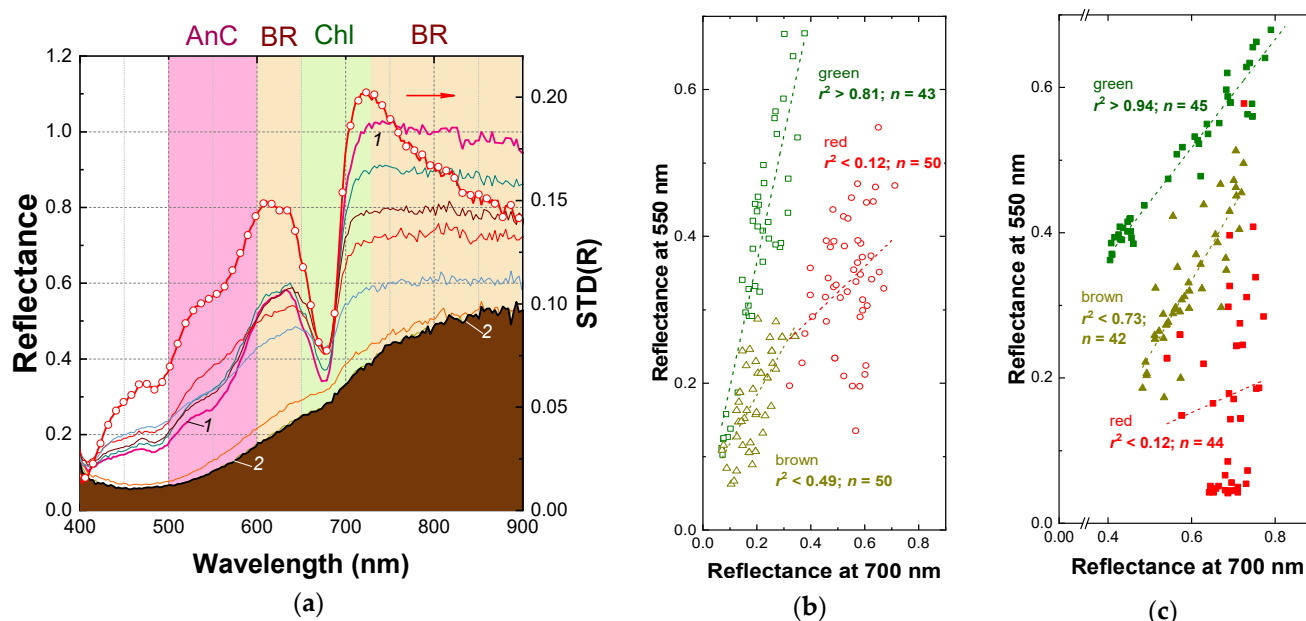 AnC BR Chl BR
1.2
1.0
0.8
0.6
0.4
0.2
0.0
Reflectance
0.20
0.15
0.10
0.05
0.00
STD(R)
1
2
1
2
400 500 600 700 800 900
Wavelength (nm)
(a)
0.6
0.4
0.2
0.0
Reflectance at 550 nm
green
r² > 0.81; n = 43
red
r² < 0.12; n = 50
brown
r² < 0.49; n = 50
0.0 0.2 0.4 0.6 0.8
Reflectance at 700 nm
(b)
0.6
0.4
0.2
0.0
Reflectance at 550 nm
green
r² > 0.94; n = 45
brown
r² < 0.73;
n = 42
red
r² < 0.12; n = 44
0.0 0.4 0.6 0.8
Reflectance at 700 nm
(c)